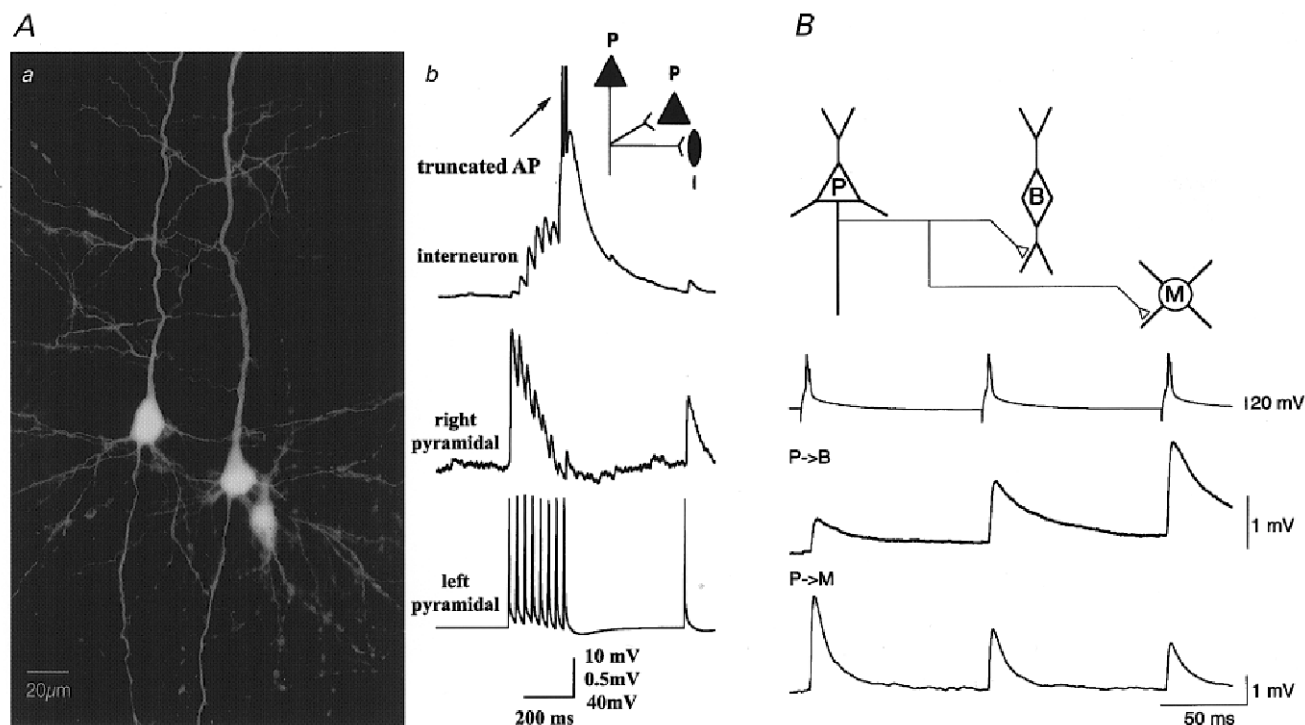 A
B
a
b
P
P
I
truncated AP
interneuron
right
pyramidal
left
pyramidal
10 mV
0.5mV
40mV
200 ms
20µm
P
B
M
20 mV
P->B
1 mV
P->M
1 mV
50 ms